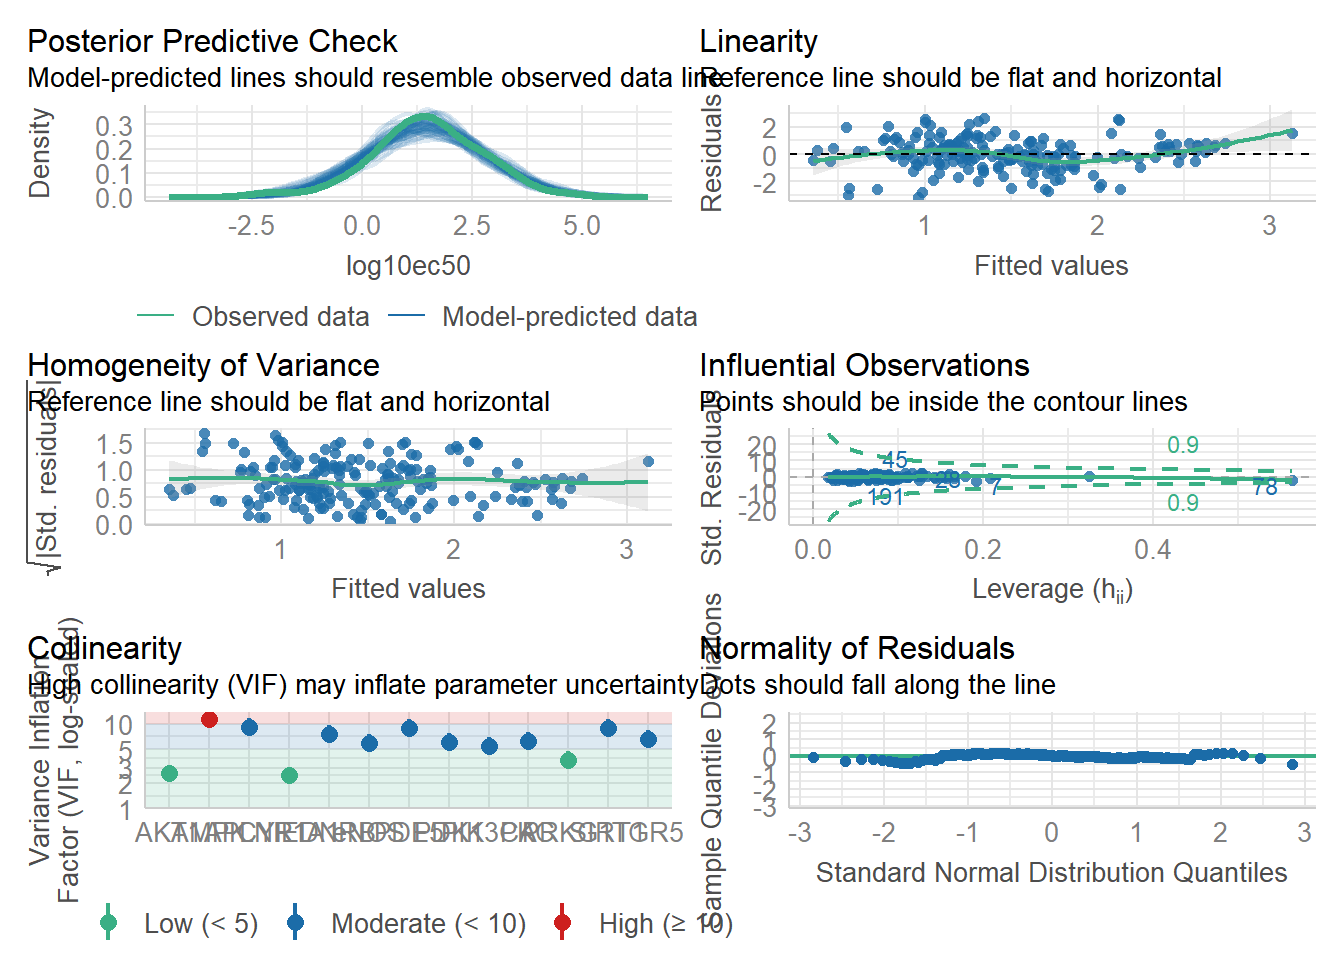 Posterior Predictive Check
Model-predicted lines should resemble observed data line
Density
0.3
0.2
0.1
0.0
-2.5 0.0 2.5 5.0
log10ec50
Observed data Model-predicted data
Linearity
Reference line should be flat and horizontal
Residuals
2
0
-2
1 2 3
Fitted values
Homogeneity of Variance
Reference line should be flat and horizontal
√|Std. residuals|
1.5
1.0
0.5
0.0
1 2 3
Fitted values
Influential Observations
Points should be inside the contour lines
Std. Residuals
20
10
0
-10
-20
0.9
45
29
7
78
191
0.9
0.0 0.2 0.4
Leverage (hii)
Collinearity
High collinearity (VIF) may inflate parameter uncertainty
Variance Inflation
Factor (VIF, log-scaled)
10
5
3
2
1
Low (< 5) Moderate (< 10) High (≥ 10)
Normality of Residuals
Dots should fall along the line
Sample Quantile Deviations
2
1
0
-1
-2
-3
-3 -2 -1 0 1 2 3
Standard Normal Distribution Quantiles